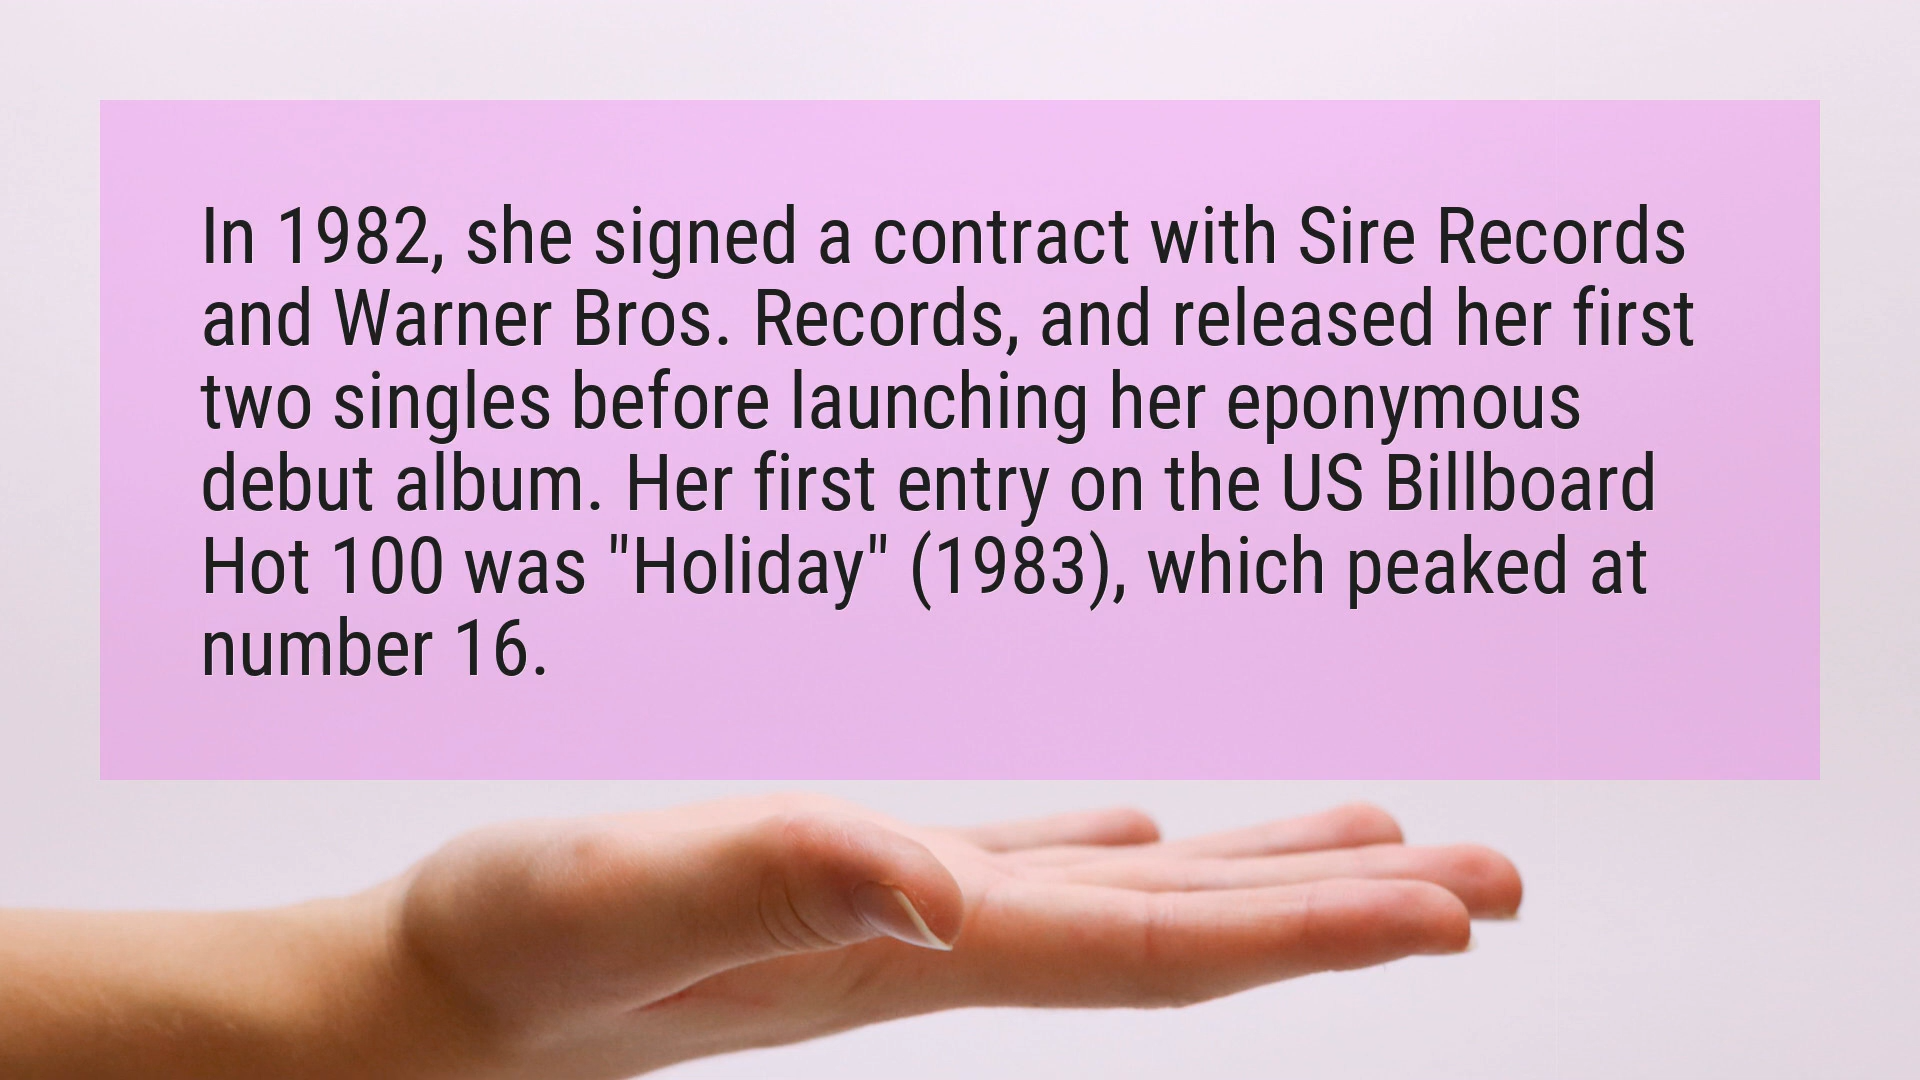 In 1982, she signed a contract with Sire Records
and Warner Bros. Records, and released her first
two singles before launching her eponymous
debut album. Her first entry on the US Billboard
Hot 100 was "Holiday" (1983), which peaked at
number 16.